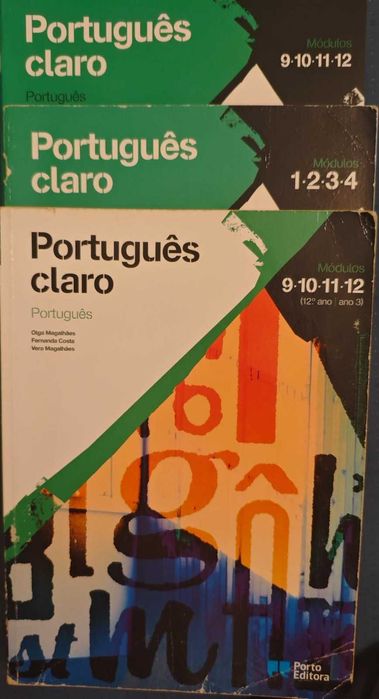 Português
claro
Português
Módulos
9·10·11·12
Português
claro
Módulos
1·2·3·4
Português
claro
Português
Olga Magalhães
Fernanda Costa
Vera Magalhães
Módulos
9·10·11·12
(12.º ano | ano 3)
Porto
Editora